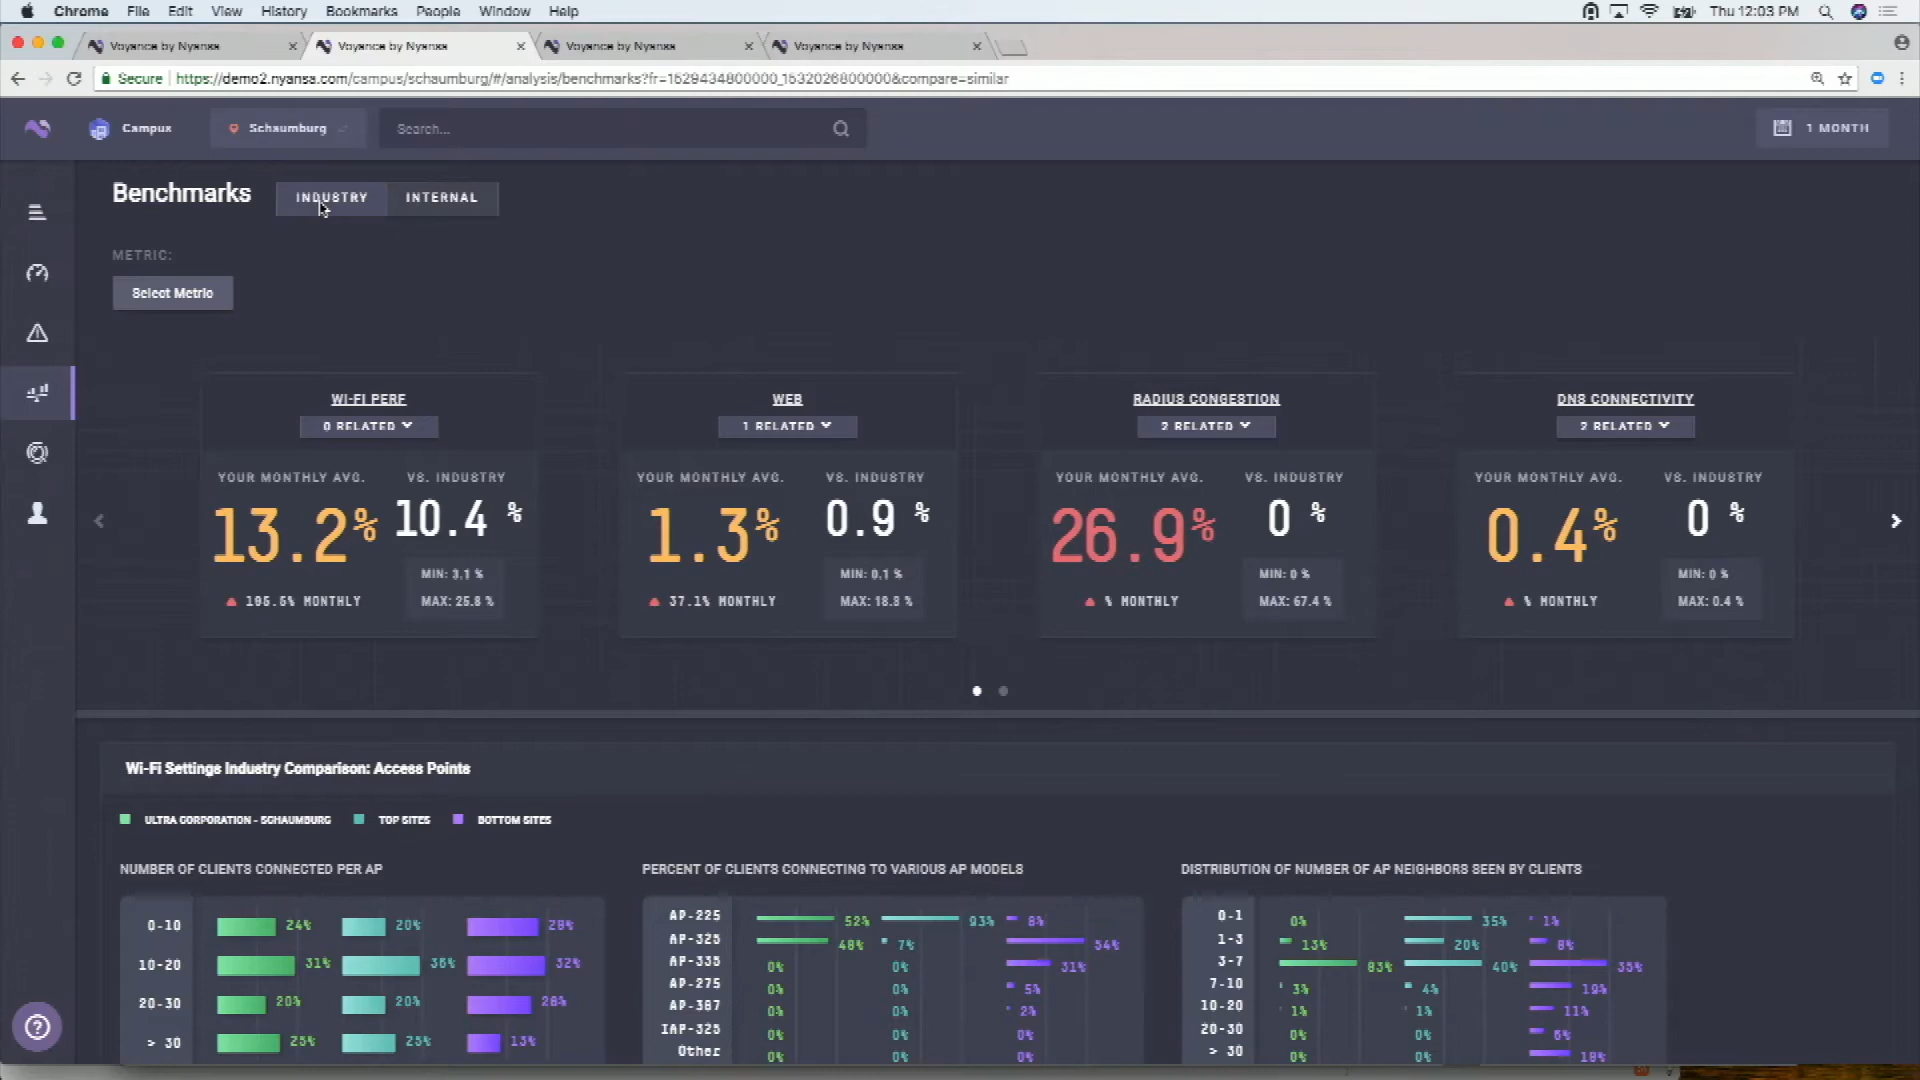 Chrome File Edit View History Bookmarks People Window Help Thu 12:03 PM
Voyance by Nyansa Voyance by Nyansa Voyance by Nyansa Voyance by Nyansa
Secure https://demo2.nyansa.com/campus/schaumburg/#/analysis/benchmarks?fr=1529434800000_1532026800000&compare=similar
Campus Schaumburg Search... 1 MONTH
Benchmarks INDUSTRY INTERNAL
METRIC:
Select Metric
WI-FI PERF WEB RADIUS CONGESTION DNS CONNECTIVITY
0 RELATED 1 RELATED 2 RELATED 2 RELATED
YOUR MONTHLY AVG. VS. INDUSTRY YOUR MONTHLY AVG. VS. INDUSTRY YOUR MONTHLY AVG. VS. INDUSTRY YOUR MONTHLY AVG. VS. INDUSTRY
13.2% 10.4 % 1.3% 0.9 % 26.9% 0 % 0.4% 0 %
MIN: 3.1 % MIN: 0.1 % MIN: 0 % MIN: 0 %
195.5% MONTHLY MAX: 25.8 % 37.1% MONTHLY MAX: 18.8 % % MONTHLY MAX: 67.4 % % MONTHLY MAX: 0.4 %
Wi-Fi Settings Industry Comparison: Access Points
ULTRA CORPORATION - SCHAUMBURG TOP SITES BOTTOM SITES
NUMBER OF CLIENTS CONNECTED PER AP
0-10 24% 20% 29%
10-20 31% 36% 32%
20-30 20% 20% 26%
> 30 25% 25% 13%
PERCENT OF CLIENTS CONNECTING TO VARIOUS AP MODELS
AP-225 52% 93% 8%
AP-325 48% 7% 54%
AP-335 0% 0% 31%
AP-275 0% 0% 5%
AP-387 0% 0% 2%
IAP-325 0% 0% 0%
Other 0% 0% 0%
DISTRIBUTION OF NUMBER OF AP NEIGHBORS SEEN BY CLIENTS
0-1 0% 35% 1%
1-3 13% 20% 8%
3-7 83% 40% 35%
7-10 3% 4% 19%
10-20 1% 1% 11%
20-30 0% 0% 6%
> 30 0% 0% 19%